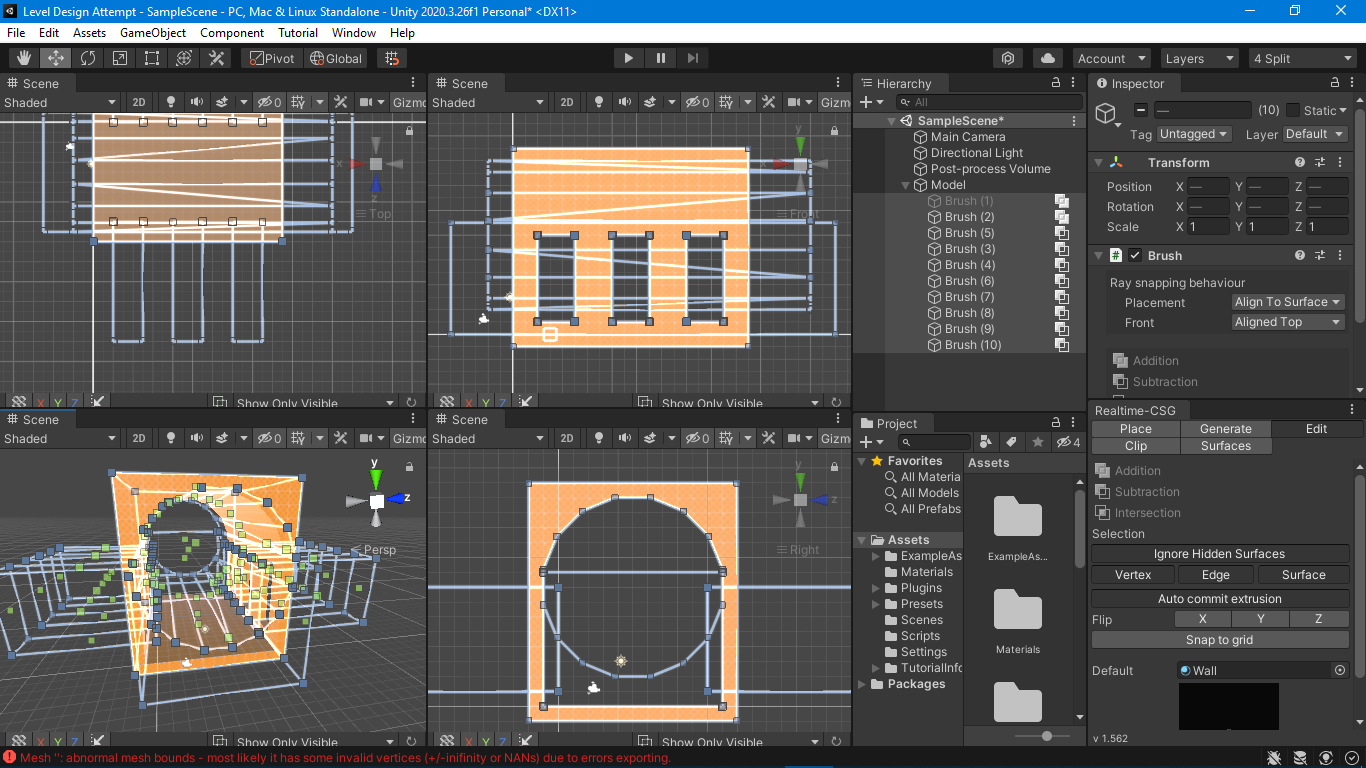 Level Design Attempt - SampleScene - PC, Mac & Linux Standalone - Unity 2020.3.26f1 Personal* <DX11>
File Edit Assets GameObject Component Tutorial Window Help
Pivot Global Account Layers 4 Split
Scene
Shaded 2D 0 Gizmo
x Top z
X Y Z Show Only Visible
Scene
Shaded 2D 0 Gizmo
y x Front
X Y Z Show Only Visible
Scene
Shaded 2D 0 Gizmo
y z Persp
X Y Z Show Only Visible
Scene
Shaded 2D 0 Gizmo
y z Right
X Y Z Show Only Visible
Hierarchy
All
SampleScene*
Main Camera
Directional Light
Post-process Volume
Model
Brush (1)
Brush (2)
Brush (5)
Brush (3)
Brush (4)
Brush (6)
Brush (7)
Brush (8)
Brush (9)
Brush (10)
Project
4
Favorites
All Materia
All Models
All Prefabs
Assets
ExampleAs
Materials
Plugins
Presets
Scenes
Scripts
Settings
TutorialInfo
Packages
Assets
ExampleAs...
Materials
Inspector
— (10) Static
Tag Untagged Layer Default
Transform
Position X — Y — Z —
Rotation X — Y — Z —
Scale X 1 Y 1 Z 1
# Brush
Ray snapping behaviour
Placement Align To Surface
Front Aligned Top
Addition
Subtraction
Realtime-CSG
Place Generate Edit
Clip Surfaces
Addition
Subtraction
Intersection
Selection
Ignore Hidden Surfaces
Vertex Edge Surface
Auto commit extrusion
Flip X Y Z
Snap to grid
Default Wall
v 1.562
Mesh '': abnormal mesh bounds - most likely it has some invalid vertices (+/-inifinity or NANs) due to errors exporting.